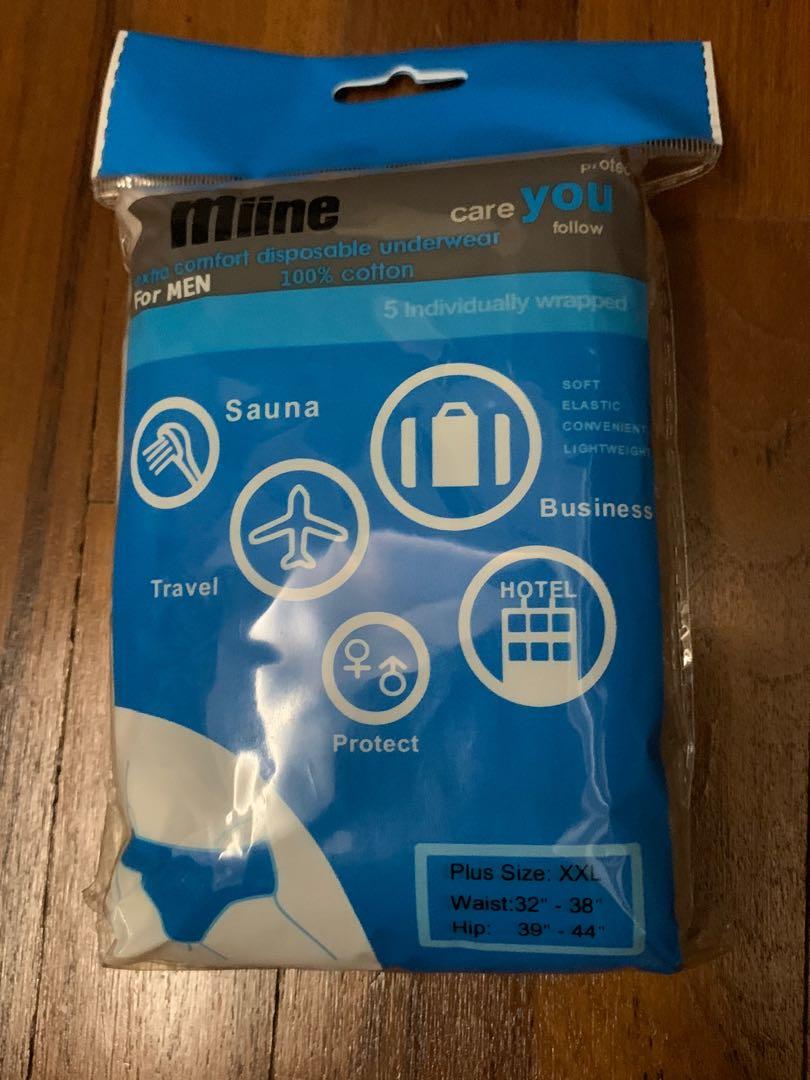 miine
protec
care you
follow
extra comfort disposable underwear
100% cotton
For MEN
5 Individually wrapped
Sauna
SOFT
ELASTIC
CONVENIENT
LIGHTWEIGHT
Business
Travel
HOTEL
Protect
Plus Size: XXL
Waist:32" - 38"
Hip: 39" - 44"